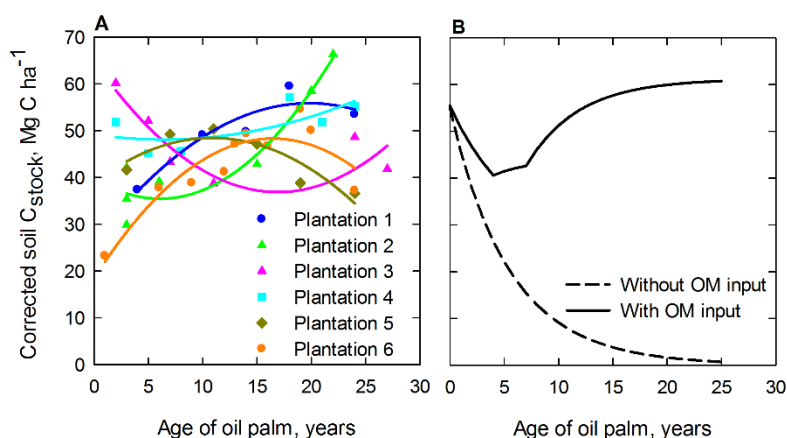 A
B
Corrected soil Cstock, Mg C ha−1
70
60
50
40
30
20
10
0
Plantation 1
Plantation 2
Plantation 3
Plantation 4
Plantation 5
Plantation 6
Without OM input
With OM input
0 5 10 15 20 25 30
0 5 10 15 20 25 30
Age of oil palm, years
Age of oil palm, years